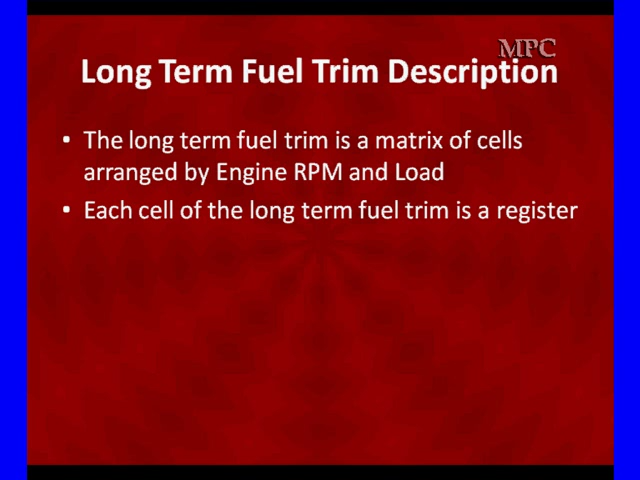 MPC
Long Term Fuel Trim Description
• The long term fuel trim is a matrix of cells
arranged by Engine RPM and Load
• Each cell of the long term fuel trim is a register